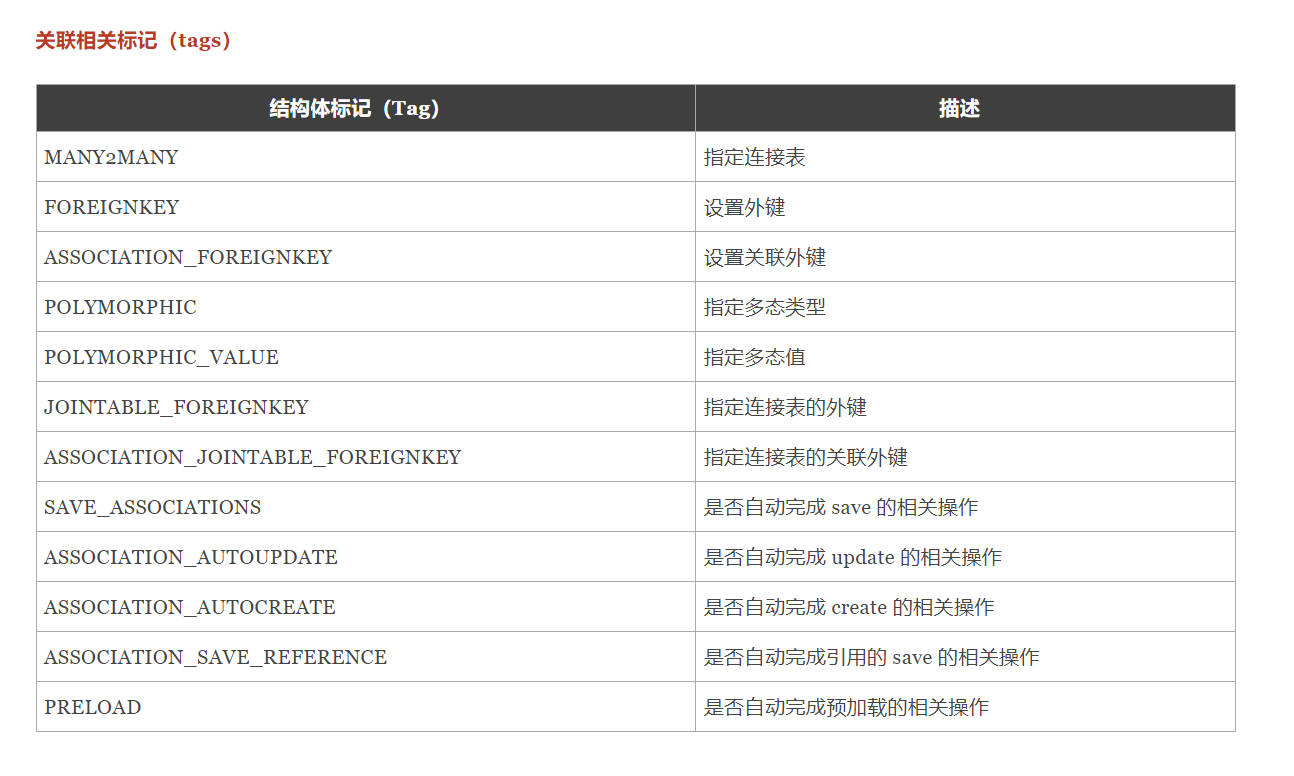 关联相关标记（tags）
结构体标记（Tag） 描述
MANY2MANY 指定连接表
FOREIGNKEY 设置外键
ASSOCIATION_FOREIGNKEY 设置关联外键
POLYMORPHIC 指定多态类型
POLYMORPHIC_VALUE 指定多态值
JOINTABLE_FOREIGNKEY 指定连接表的外键
ASSOCIATION_JOINTABLE_FOREIGNKEY 指定连接表的关联外键
SAVE_ASSOCIATIONS 是否自动完成 save 的相关操作
ASSOCIATION_AUTOUPDATE 是否自动完成 update 的相关操作
ASSOCIATION_AUTOCREATE 是否自动完成 create 的相关操作
ASSOCIATION_SAVE_REFERENCE 是否自动完成引用的 save 的相关操作
PRELOAD 是否自动完成预加载的相关操作